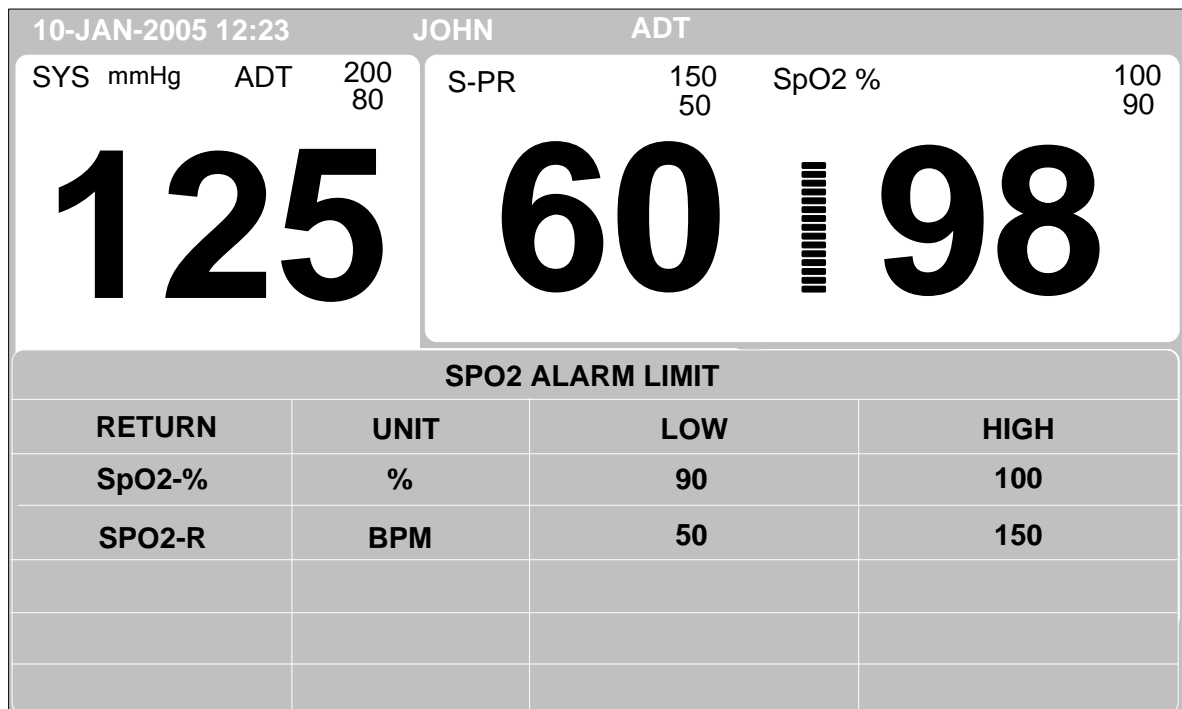 10-JAN-2005 12:23 JOHN ADT
SYS mmHg ADT 200
80
125
S-PR 150
50
60
SpO2 % 100
90
98
SPO2 ALARM LIMIT
RETURN UNIT LOW HIGH
SpO2-% % 90 100
SPO2-R BPM 50 150